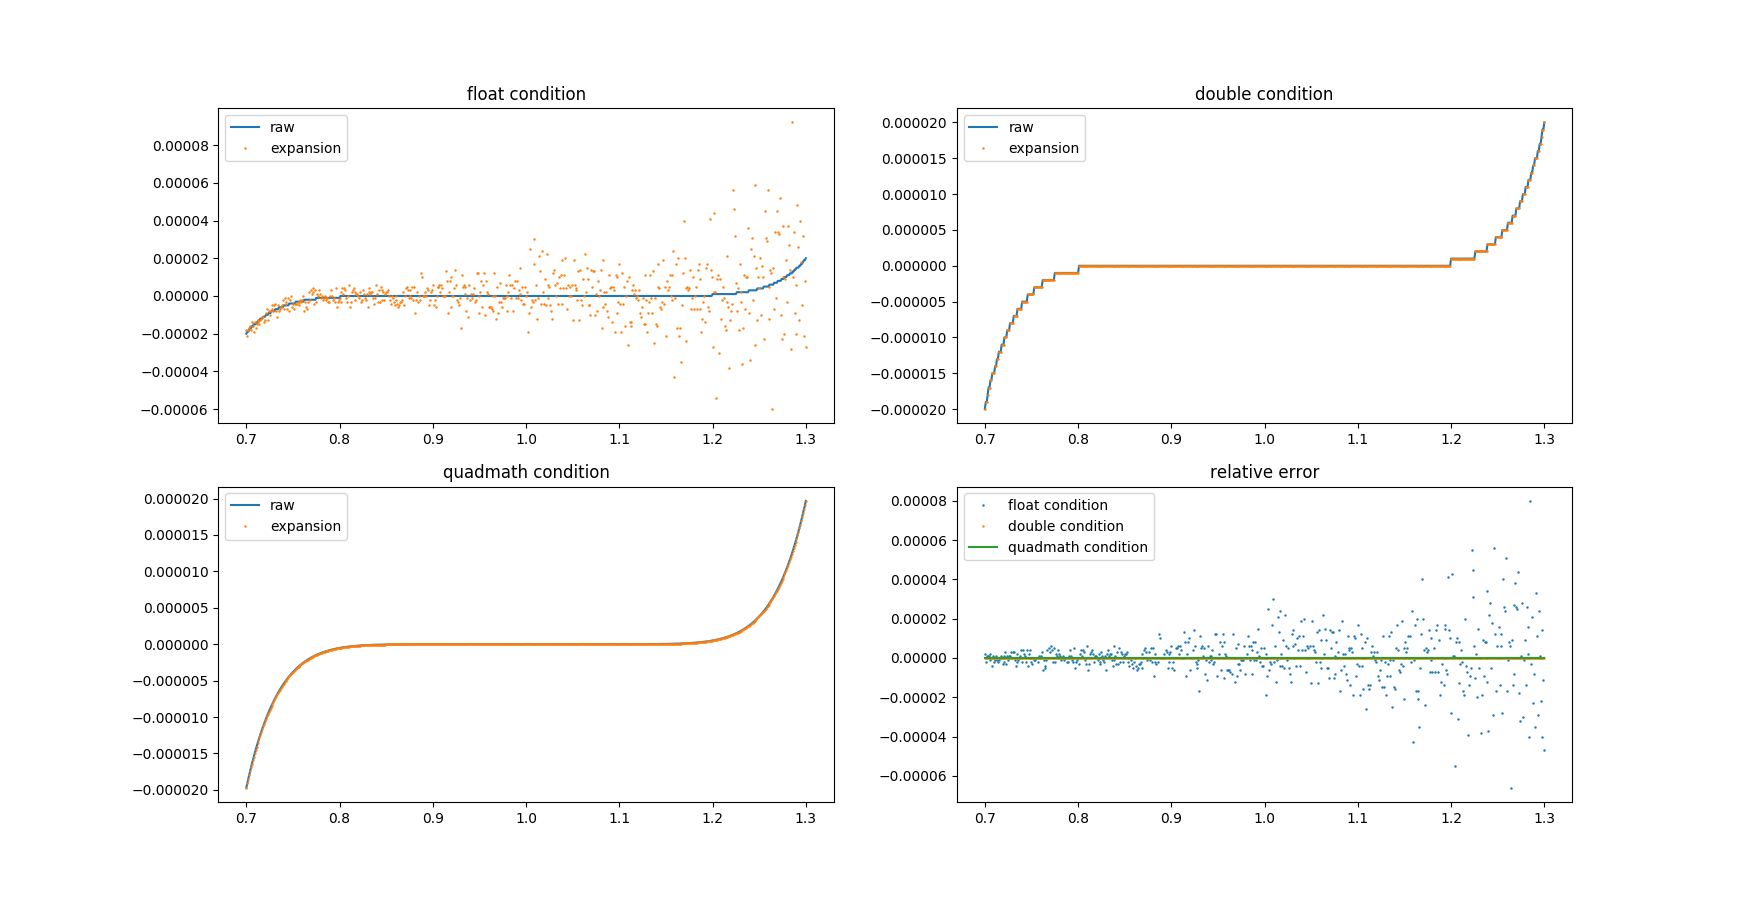 float condition
raw
expansion
0.00008
0.00006
0.00004
0.00002
0.00000
−0.00002
−0.00004
−0.00006
0.7 0.8 0.9 1.0 1.1 1.2 1.3
double condition
raw
expansion
0.000020
0.000015
0.000010
0.000005
0.000000
−0.000005
−0.000010
−0.000015
−0.000020
0.7 0.8 0.9 1.0 1.1 1.2 1.3
quadmath condition
raw
expansion
0.000020
0.000015
0.000010
0.000005
0.000000
−0.000005
−0.000010
−0.000015
−0.000020
0.7 0.8 0.9 1.0 1.1 1.2 1.3
relative error
float condition
double condition
quadmath condition
0.00008
0.00006
0.00004
0.00002
0.00000
−0.00002
−0.00004
−0.00006
0.7 0.8 0.9 1.0 1.1 1.2 1.3